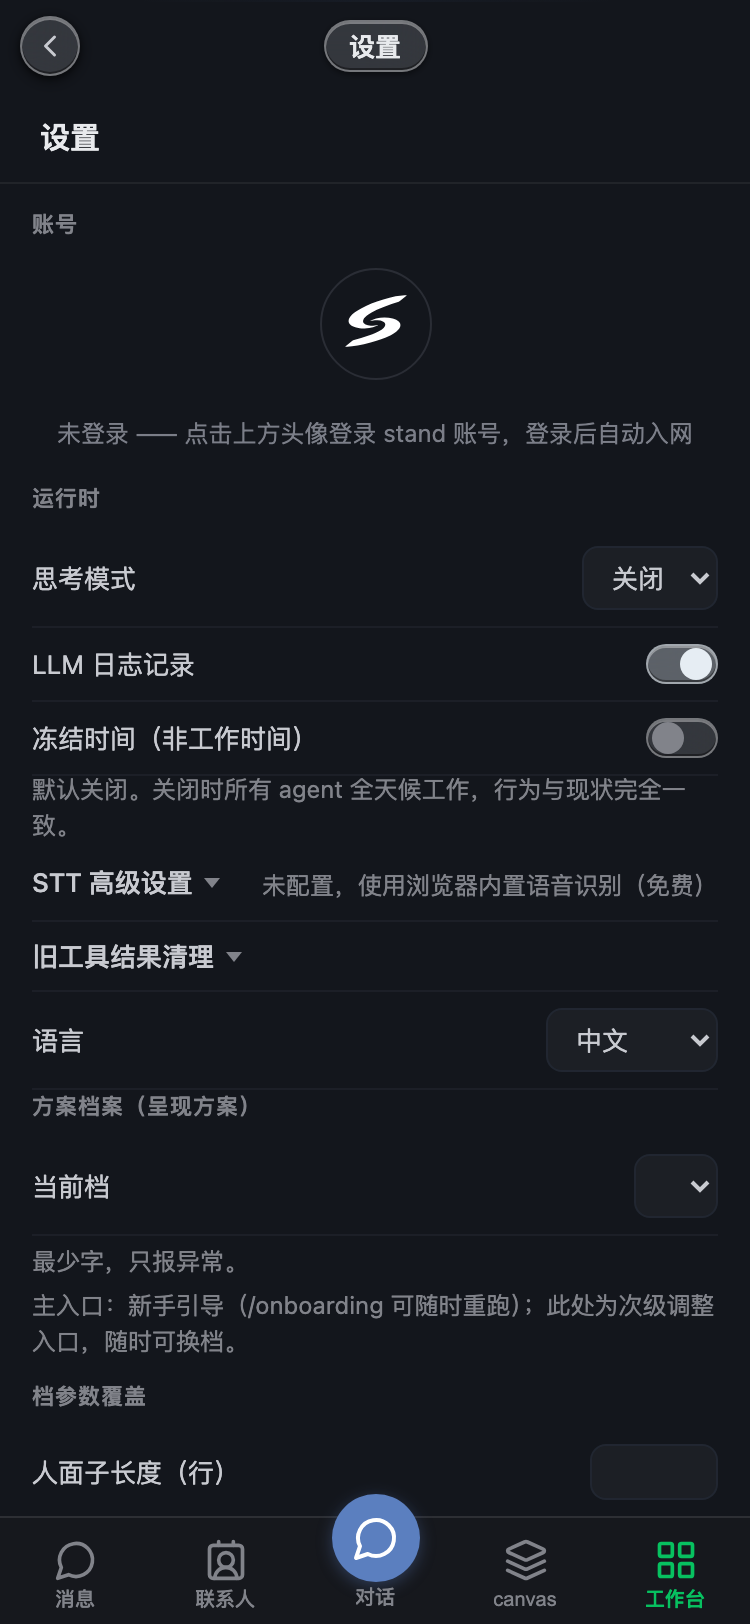 设置
设置
账号
未登录 —— 点击上方头像登录 stand 账号，登录后自动入网
运行时
思考模式
关闭
LLM 日志记录
冻结时间（非工作时间）
默认关闭。关闭时所有 agent 全天候工作，行为与现状完全一
致。
STT 高级设置
未配置，使用浏览器内置语音识别（免费）
旧工具结果清理
语言
中文
方案档案（呈现方案）
当前档
最少字，只报异常。
主入口：新手引导（/onboarding 可随时重跑）；此处为次级调整
入口，随时可换档。
档参数覆盖
人面子长度（行）
消息
联系人
对话
canvas
工作台